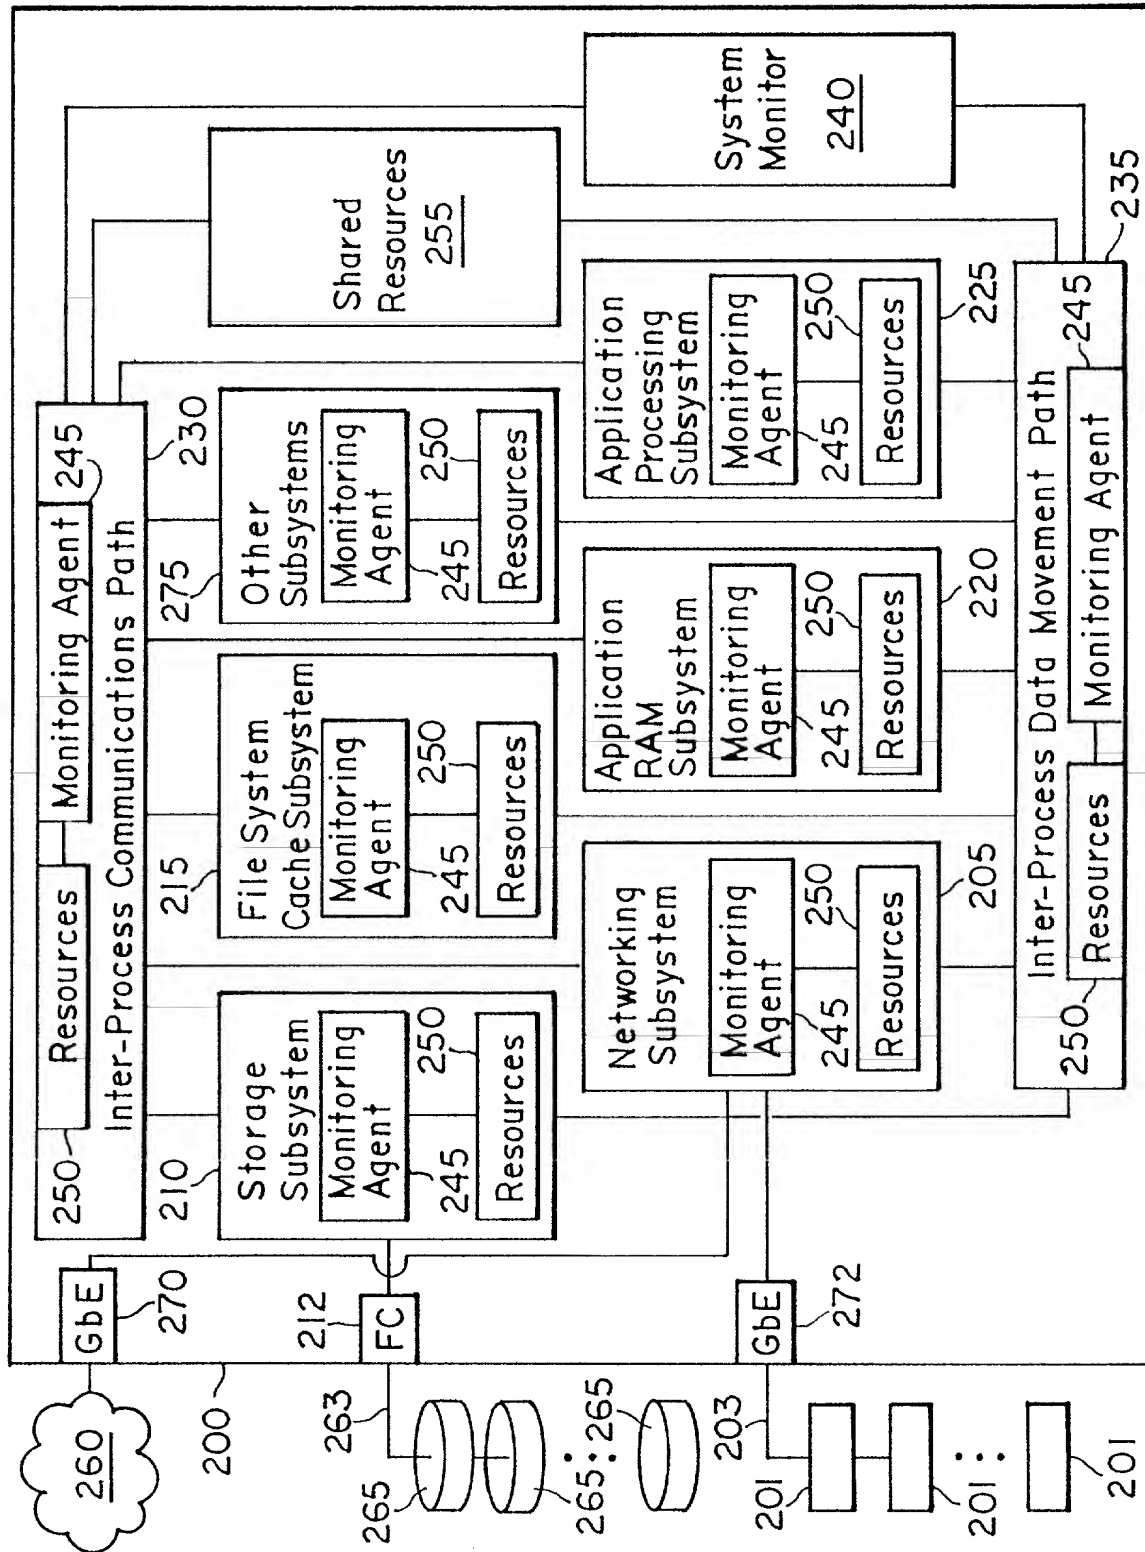 260
200
GbE
270
263
265
265
265
FC
212
203
201
201
201
GbE
272
250
Resources
Monitoring Agent
245
Inter-Process Communications Path
230
210
Storage
Subsystem
Monitoring
Agent
245
250
Resources
215
File System
Cache Subsystem
Monitoring
Agent
245
250
Resources
275
Other
Subsystems
Monitoring
Agent
245
250
Resources
Shared
Resources
255
System
Monitor
240
Networking
Subsystem
Monitoring
Agent
245
250
Resources
205
Application
RAM
Subsystem
Monitoring
Agent
245
250
Resources
220
Application
Processing
Subsystem
Monitoring
Agent
245
250
Resources
225
Inter-Process Data Movement Path
235
250
Resources
Monitoring Agent
245